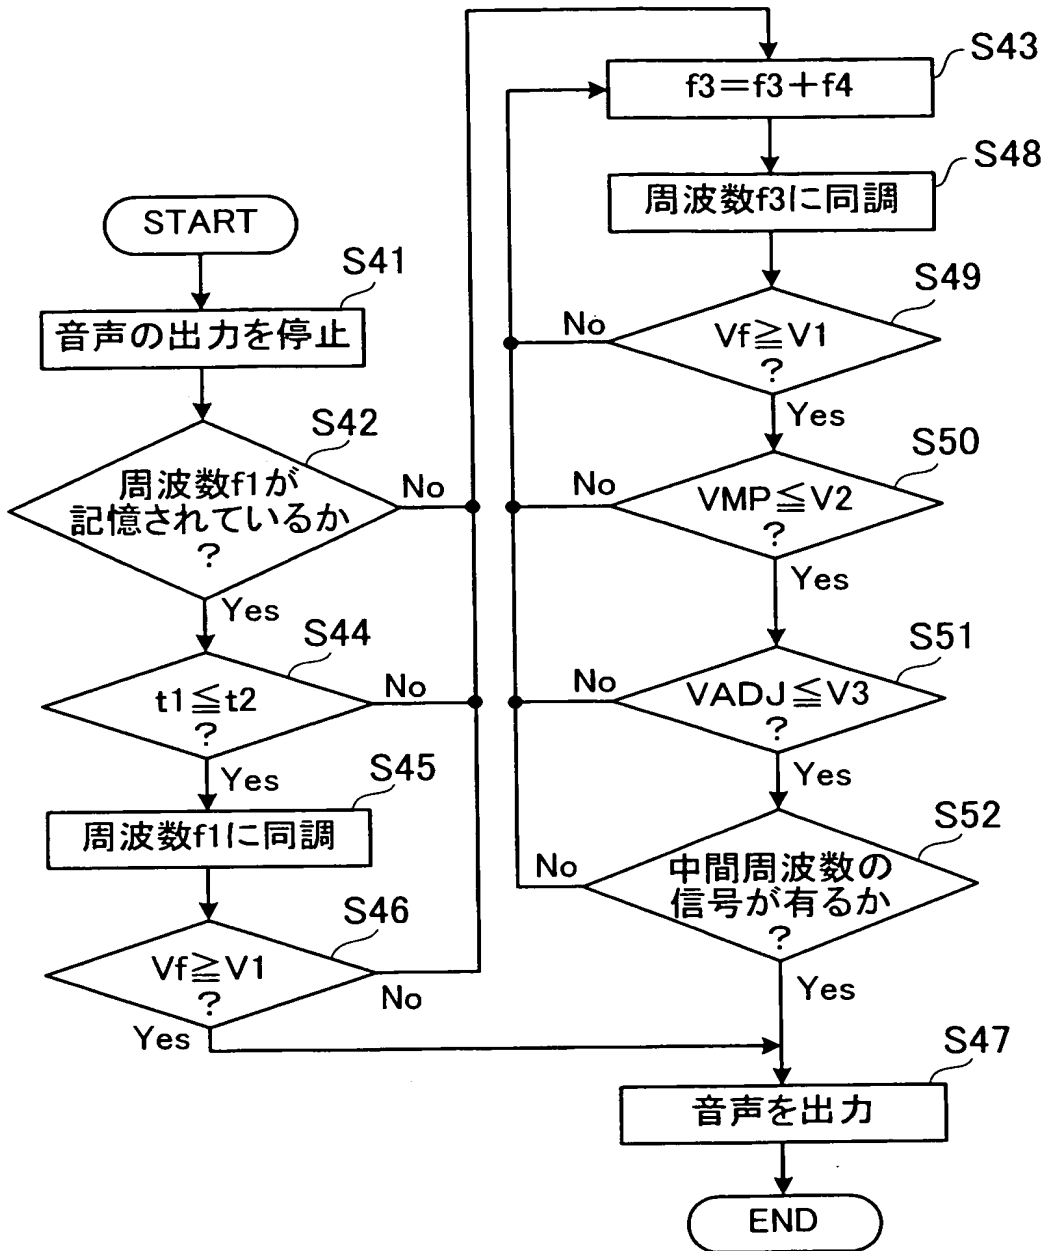 START
S41
音声の出力を停止
S42
周波数f1が
記憶されているか
?
No
Yes
S44
t1≦t2
?
No
Yes
S45
周波数f1に同調
S46
Vf≧V1
?
No
Yes
S43
f3=f3+f4
S48
周波数f3に同調
S49
Vf≧V1
?
No
Yes
S50
VMP≦V2
?
No
Yes
S51
VADJ≦V3
?
No
Yes
S52
中間周波数の
信号が有るか
?
No
Yes
S47
音声を出力
END